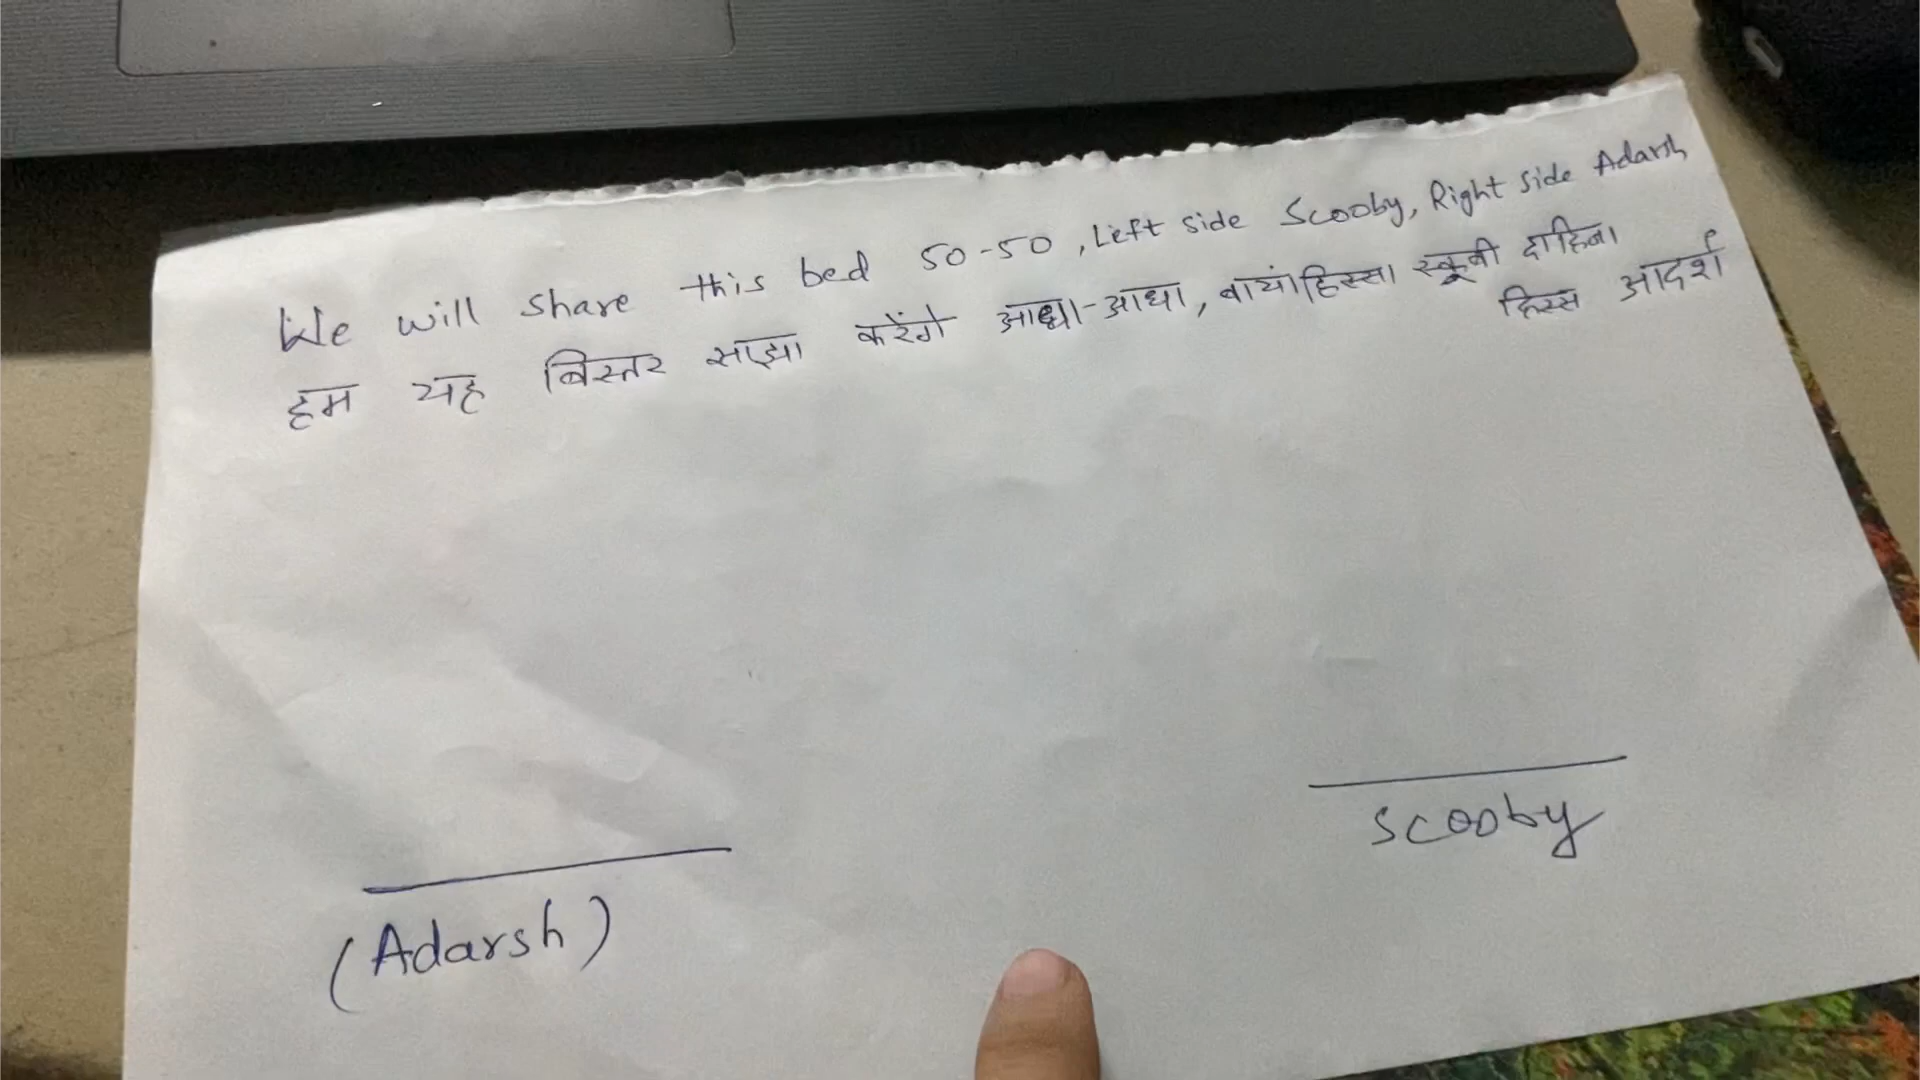 We will share this bed 50-50, Left side Scooby, Right side Adarsh
हम यह बिस्तर साझा करेंगे आधा-आधा, बायां हिस्सा स्कूबी दाहिना
हिस्स आदर्श
Scooby
(Adarsh)